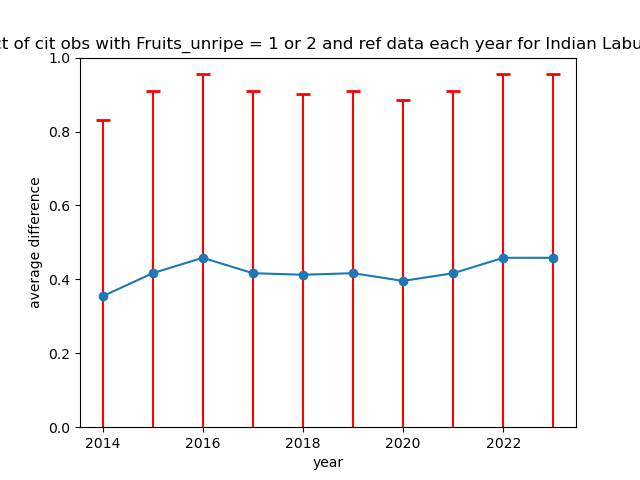 of cit obs with Fruits_unripe = 1 or 2 and ref data each year for Indian
1.0
0.8
0.6
0.4
0.2
0.0
average difference
2014 2016 2018 2020 2022
year